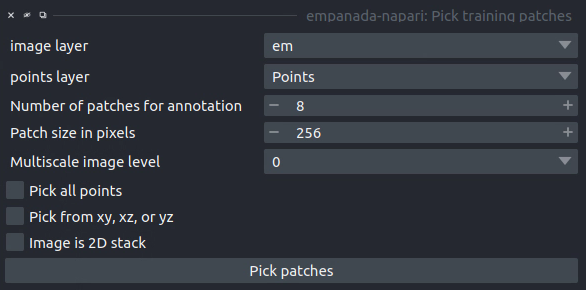 empanada-napari: Pick training patches
image layer em
points layer Points
Number of patches for annotation − 8 +
Patch size in pixels − 256 +
Multiscale image level 0
Pick all points
Pick from xy, xz, or yz
Image is 2D stack
Pick patches